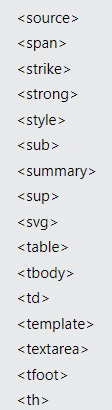 <source>
<span>
<strike>
<strong>
<style>
<sub>
<summary>
<sup>
<svg>
<table>
<tbody>
<td>
<template>
<textarea>
<tfoot>
<th>